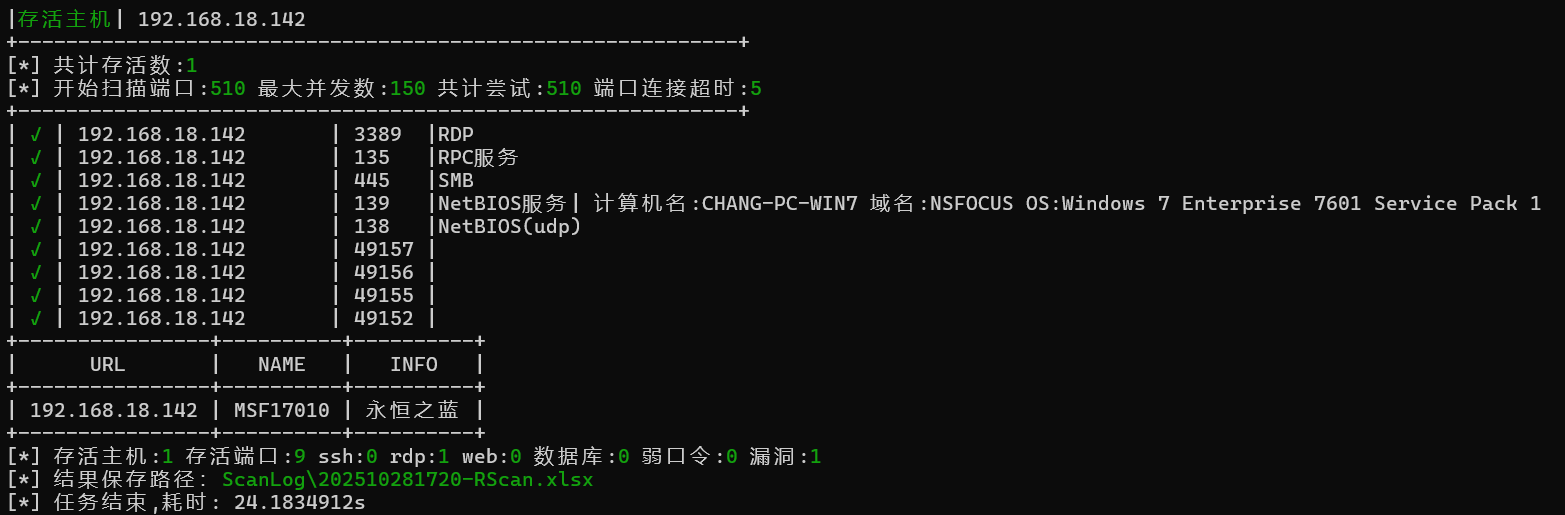 |存活主机| 192.168.18.142
+------------------------------------------------------------+
[*] 共计存活数:1
[*] 开始扫描端口:510 最大并发数:150 共计尝试:510 端口连接超时:5
+------------------------------------------------------------+
| √ | 192.168.18.142       | 3389  |RDP
| √ | 192.168.18.142       | 135   |RPC服务
| √ | 192.168.18.142       | 445   |SMB
| √ | 192.168.18.142       | 139   |NetBIOS服务| 计算机名:CHANG-PC-WIN7 域名:NSFOCUS OS:Windows 7 Enterprise 7601 Service Pack 1
| √ | 192.168.18.142       | 138   |NetBIOS(udp)
| √ | 192.168.18.142       | 49157 |
| √ | 192.168.18.142       | 49156 |
| √ | 192.168.18.142       | 49155 |
| √ | 192.168.18.142       | 49152 |
+----------------+----------+----------+
|      URL       |   NAME   |   INFO   |
+----------------+----------+----------+
| 192.168.18.142 | MSF17010 | 永恒之蓝 |
+----------------+----------+----------+
[*] 存活主机:1 存活端口:9 ssh:0 rdp:1 web:0 数据库:0 弱口令:0 漏洞:1
[*] 结果保存路径: ScanLog\202510281720-RScan.xlsx
[*] 任务结束,耗时: 24.1834912s